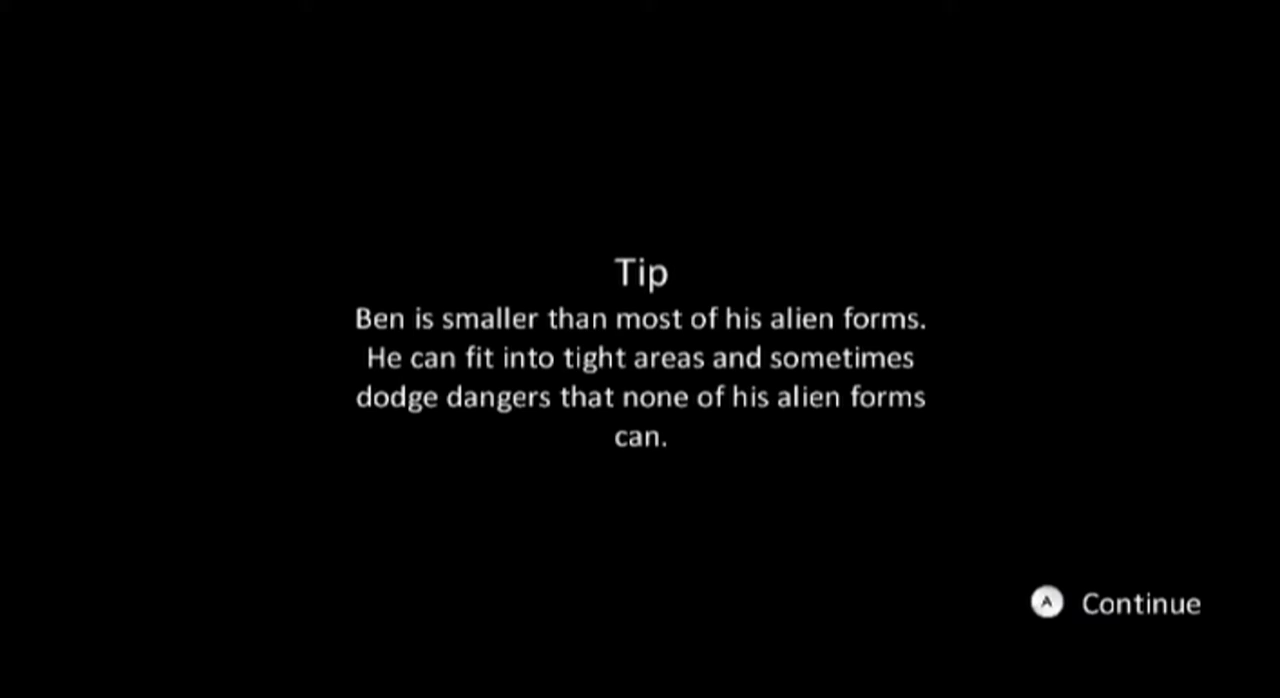 Tip
Ben is smaller than most of his alien forms.
He can fit into tight areas and sometimes
dodge dangers that none of his alien forms
can.
A Continue